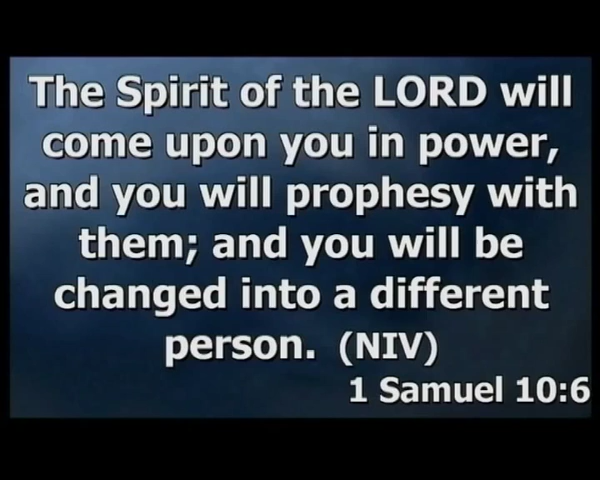 The Spirit of the LORD will
come upon you in power,
and you will prophesy with
them; and you will be
changed into a different
person. (NIV)
1 Samuel 10:6